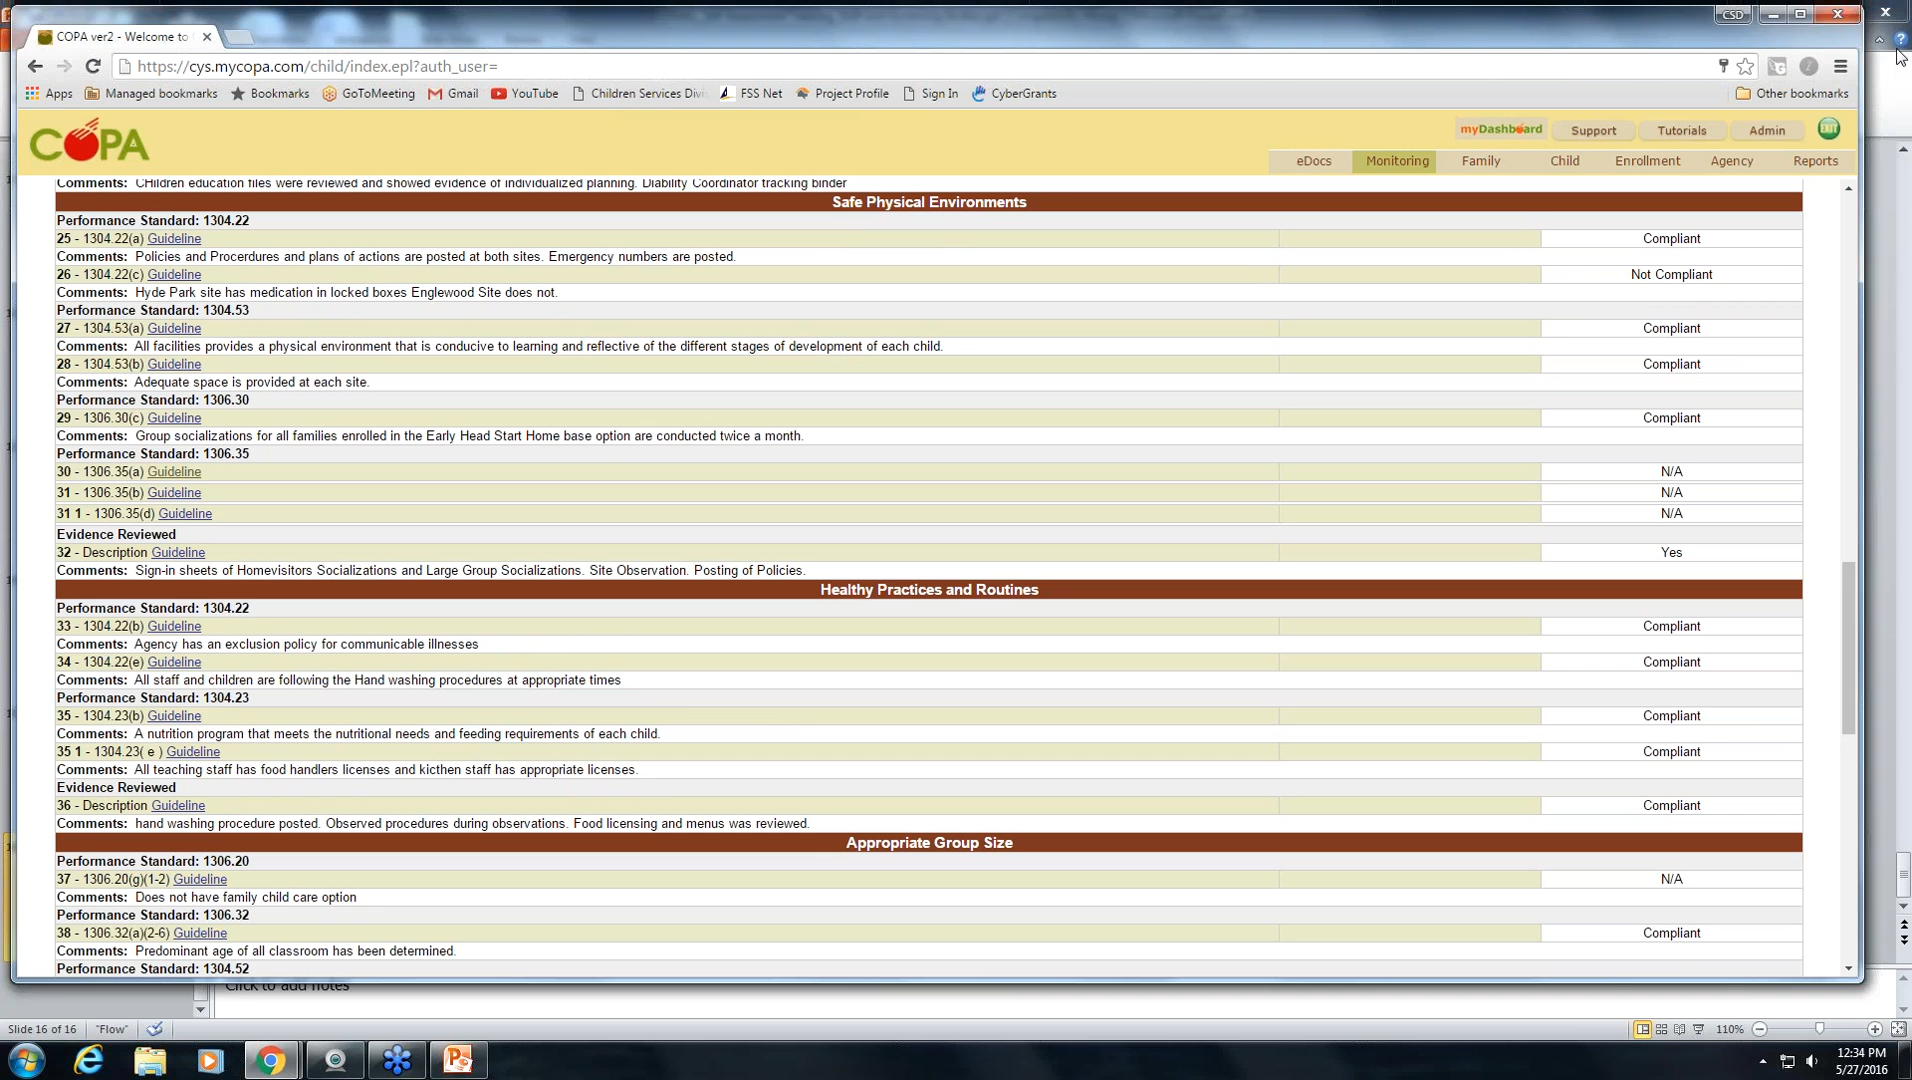 CSD
COPA ver2 - Welcome to
https://cys.mycopa.com/child/index.epl?auth_user=
Apps Managed bookmarks Bookmarks GoToMeeting Gmail YouTube Children Services Divi FSS Net Project Profile Sign In CyberGrants Other bookmarks
COPA
myDashboard Support Tutorials Admin EXIT
eDocs Monitoring Family Child Enrollment Agency Reports
Comments: CHildren education files were reviewed and showed evidence of individualized planning. Diability Coordinator tracking binder
Safe Physical Environments
Performance Standard: 1304.22
25 - 1304.22(a) Guideline Compliant
Comments: Policies and Procerdures and plans of actions are posted at both sites. Emergency numbers are posted.
26 - 1304.22(c) Guideline Not Compliant
Comments: Hyde Park site has medication in locked boxes Englewood Site does not.
Performance Standard: 1304.53
27 - 1304.53(a) Guideline Compliant
Comments: All facilities provides a physical environment that is conducive to learning and reflective of the different stages of development of each child.
28 - 1304.53(b) Guideline Compliant
Comments: Adequate space is provided at each site.
Performance Standard: 1306.30
29 - 1306.30(c) Guideline Compliant
Comments: Group socializations for all families enrolled in the Early Head Start Home base option are conducted twice a month.
Performance Standard: 1306.35
30 - 1306.35(a) Guideline N/A
31 - 1306.35(b) Guideline N/A
31 1 - 1306.35(d) Guideline N/A
Evidence Reviewed
32 - Description Guideline Yes
Comments: Sign-in sheets of Homevisitors Socializations and Large Group Socializations. Site Observation. Posting of Policies.
Healthy Practices and Routines
Performance Standard: 1304.22
33 - 1304.22(b) Guideline Compliant
Comments: Agency has an exclusion policy for communicable illnesses
34 - 1304.22(e) Guideline Compliant
Comments: All staff and children are following the Hand washing procedures at appropriate times
Performance Standard: 1304.23
35 - 1304.23(b) Guideline Compliant
Comments: A nutrition program that meets the nutritional needs and feeding requirements of each child.
35 1 - 1304.23( e ) Guideline Compliant
Comments: All teaching staff has food handlers licenses and kicthen staff has appropriate licenses.
Evidence Reviewed
36 - Description Guideline Compliant
Comments: hand washing procedure posted. Observed procedures during observations. Food licensing and menus was reviewed.
Appropriate Group Size
Performance Standard: 1306.20
37 - 1306.20(g)(1-2) Guideline N/A
Comments: Does not have family child care option
Performance Standard: 1306.32
38 - 1306.32(a)(2-6) Guideline Compliant
Comments: Predominant age of all classroom has been determined.
Performance Standard: 1304.52
Click to add notes
Slide 16 of 16 "Flow" 110%
12:34 PM
5/27/2016